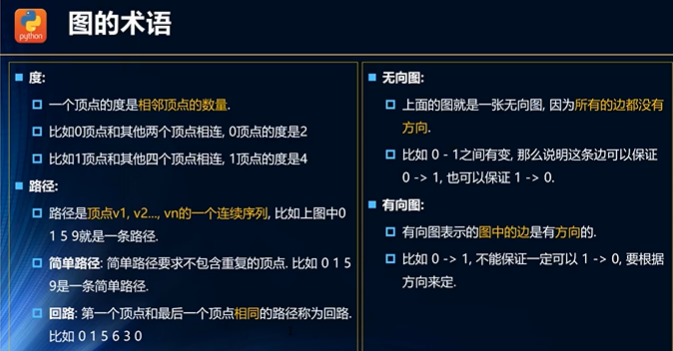 python
图的术语
度:
一个顶点的度是相邻顶点的数量.
比如0顶点和其他两个顶点相连, 0顶点的度是2
比如1顶点和其他四个顶点相连, 1顶点的度是4
路径:
路径是顶点v1, v2..., vn的一个连续序列, 比如上图中0
1 5 9就是一条路径.
简单路径: 简单路径要求不包含重复的顶点. 比如 0 1 5
9是一条简单路径.
回路: 第一个顶点和最后一个顶点相同的路径称为回路.
比如 0 1 5 6 3 0
无向图:
上面的图就是一张无向图, 因为所有的边都没有
方向.
比如 0 - 1之间有变, 那么说明这条边可以保证
0 -> 1, 也可以保证 1 -> 0.
有向图:
有向图表示的图中的边是有方向的.
比如 0 -> 1, 不能保证一定可以 1 -> 0, 要根据
方向来定.